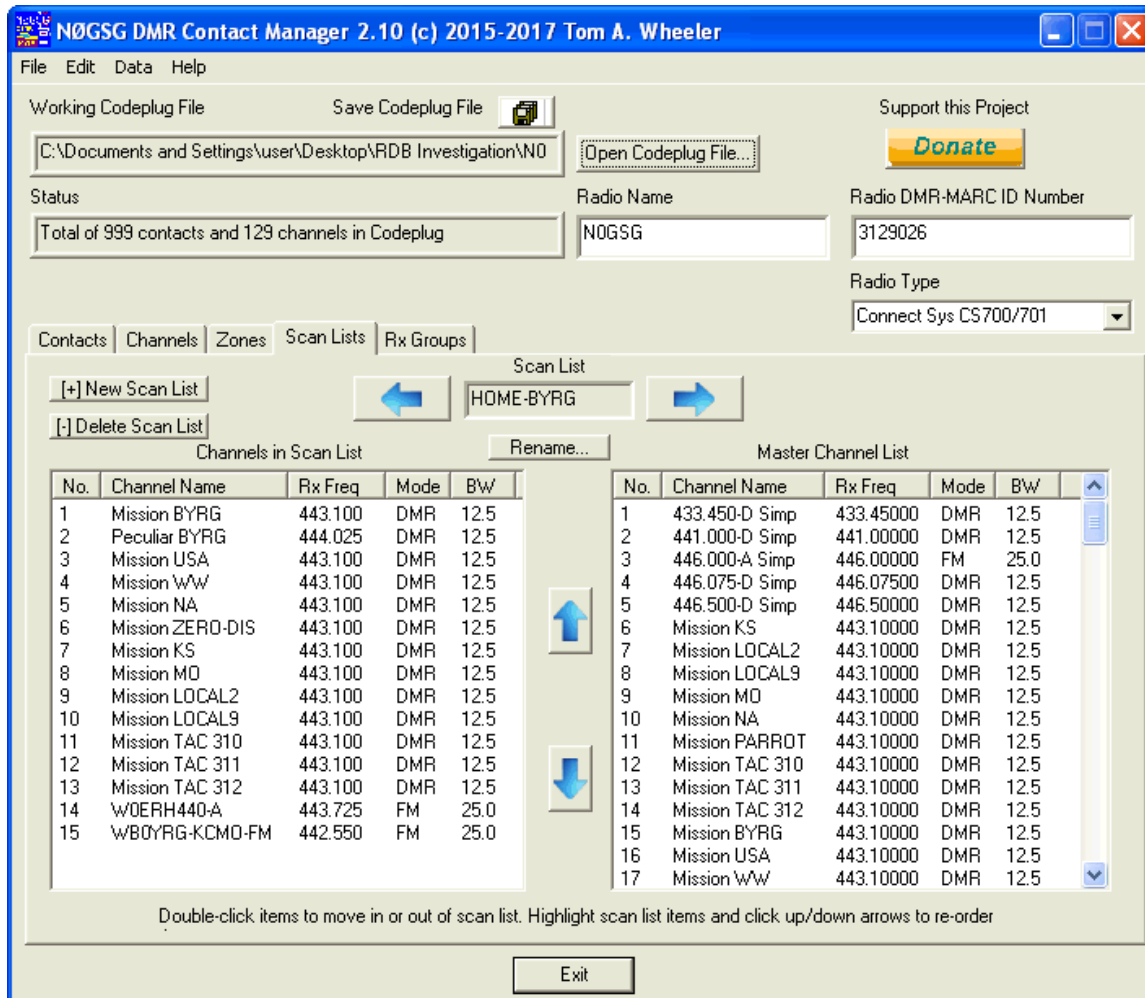 NØGSG DMR Contact Manager 2.10 (c) 2015-2017 Tom A. Wheeler
File Edit Data Help
Working Codeplug File Save Codeplug File Support this Project
C:\Documents and Settings\user\Desktop\RDB Investigation\N0 Open Codeplug File... Donate
Status Radio Name Radio DMR-MARC ID Number
Total of 999 contacts and 129 channels in Codeplug N0GSG 3129026
Radio Type
Connect Sys CS700/701
Contacts Channels Zones Scan Lists Rx Groups
Scan List
[+] New Scan List HOME-BYRG
[-] Delete Scan List
Rename...
Channels in Scan List
No. Channel Name Rx Freq Mode BW
1 Mission BYRG 443.100 DMR 12.5
2 Peculiar BYRG 444.025 DMR 12.5
3 Mission USA 443.100 DMR 12.5
4 Mission WW 443.100 DMR 12.5
5 Mission NA 443.100 DMR 12.5
6 Mission ZERO-DIS 443.100 DMR 12.5
7 Mission KS 443.100 DMR 12.5
8 Mission MO 443.100 DMR 12.5
9 Mission LOCAL2 443.100 DMR 12.5
10 Mission LOCAL9 443.100 DMR 12.5
11 Mission TAC 310 443.100 DMR 12.5
12 Mission TAC 311 443.100 DMR 12.5
13 Mission TAC 312 443.100 DMR 12.5
14 W0ERH440-A 443.725 FM 25.0
15 WB0YRG-KCMO-FM 442.550 FM 25.0
Master Channel List
No. Channel Name Rx Freq Mode BW
1 433.450-D Simp 433.45000 DMR 12.5
2 441.000-D Simp 441.00000 DMR 12.5
3 446.000-A Simp 446.00000 FM 25.0
4 446.075-D Simp 446.07500 DMR 12.5
5 446.500-D Simp 446.50000 DMR 12.5
6 Mission KS 443.10000 DMR 12.5
7 Mission LOCAL2 443.10000 DMR 12.5
8 Mission LOCAL9 443.10000 DMR 12.5
9 Mission MO 443.10000 DMR 12.5
10 Mission NA 443.10000 DMR 12.5
11 Mission PARROT 443.10000 DMR 12.5
12 Mission TAC 310 443.10000 DMR 12.5
13 Mission TAC 311 443.10000 DMR 12.5
14 Mission TAC 312 443.10000 DMR 12.5
15 Mission BYRG 443.10000 DMR 12.5
16 Mission USA 443.10000 DMR 12.5
17 Mission WW 443.10000 DMR 12.5
Double-click items to move in or out of scan list. Highlight scan list items and click up/down arrows to re-order
Exit